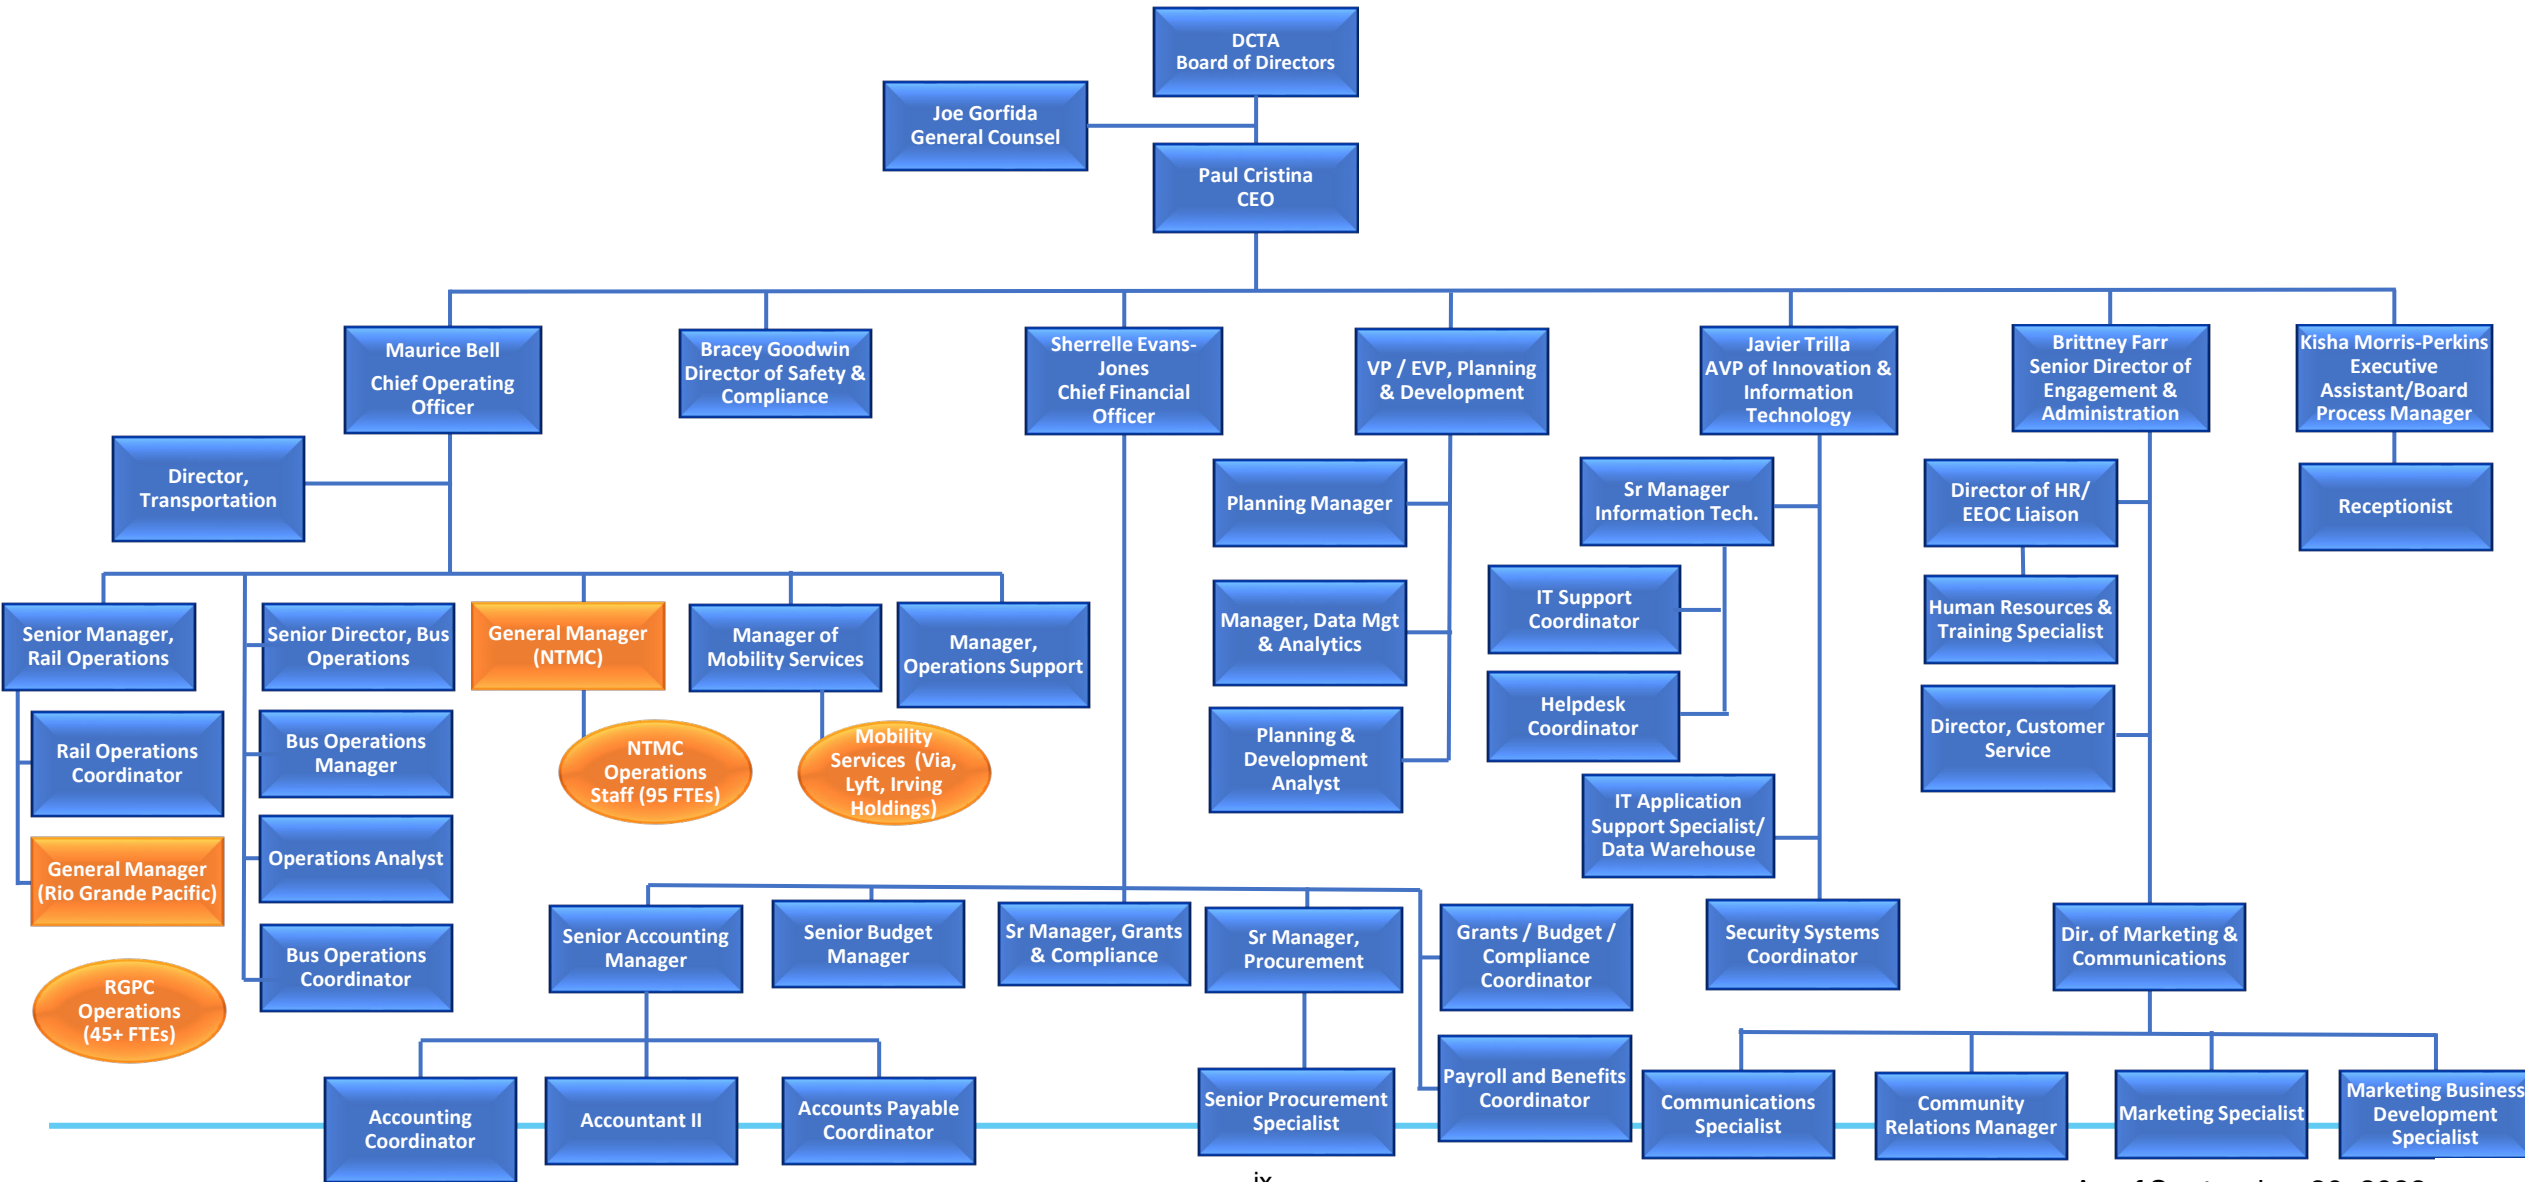 DCTA
Board of Directors
Joe Gorfida
General Counsel
Paul Cristina
CEO
Maurice Bell
Chief Operating
Officer
Bracey Goodwin
Director of Safety &
Compliance
Sherrelle Evans-
Jones
Chief Financial
Officer
VP / EVP, Planning
& Development
Javier Trilla
AVP of Innovation &
Information
Technology
Brittney Farr
Senior Director of
Engagement &
Administration
Kisha Morris-Perkins
Executive
Assistant/Board
Process Manager
Director,
Transportation
Planning Manager
Sr Manager
Information Tech.
Director of HR/
EEOC Liaison
Receptionist
Senior Manager,
Rail Operations
Senior Director, Bus
Operations
General Manager
(NTMC)
Manager of
Mobility Services
Manager,
Operations Support
Manager, Data Mgt
& Analytics
IT Support
Coordinator
Human Resources &
Training Specialist
Rail Operations
Coordinator
Bus Operations
Manager
NTMC
Operations
Staff (95 FTEs)
Mobility
Services (Via,
Lyft, Irving
Holdings)
Planning &
Development
Analyst
Helpdesk
Coordinator
Director, Customer
Service
General Manager
(Rio Grande Pacific)
Operations Analyst
IT Application
Support Specialist/
Data Warehouse
Bus Operations
Coordinator
Senior Accounting
Manager
Senior Budget
Manager
Sr Manager, Grants
& Compliance
Sr Manager,
Procurement
Grants / Budget /
Compliance
Coordinator
Security Systems
Coordinator
Dir. of Marketing &
Communications
RGPC
Operations
(45+ FTEs)
Accounting
Coordinator
Accountant II
Accounts Payable
Coordinator
Senior Procurement
Specialist
Payroll and Benefits
Coordinator
Communications
Specialist
Community
Relations Manager
Marketing Specialist
Marketing Business
Development
Specialist
ix
As of September 30,